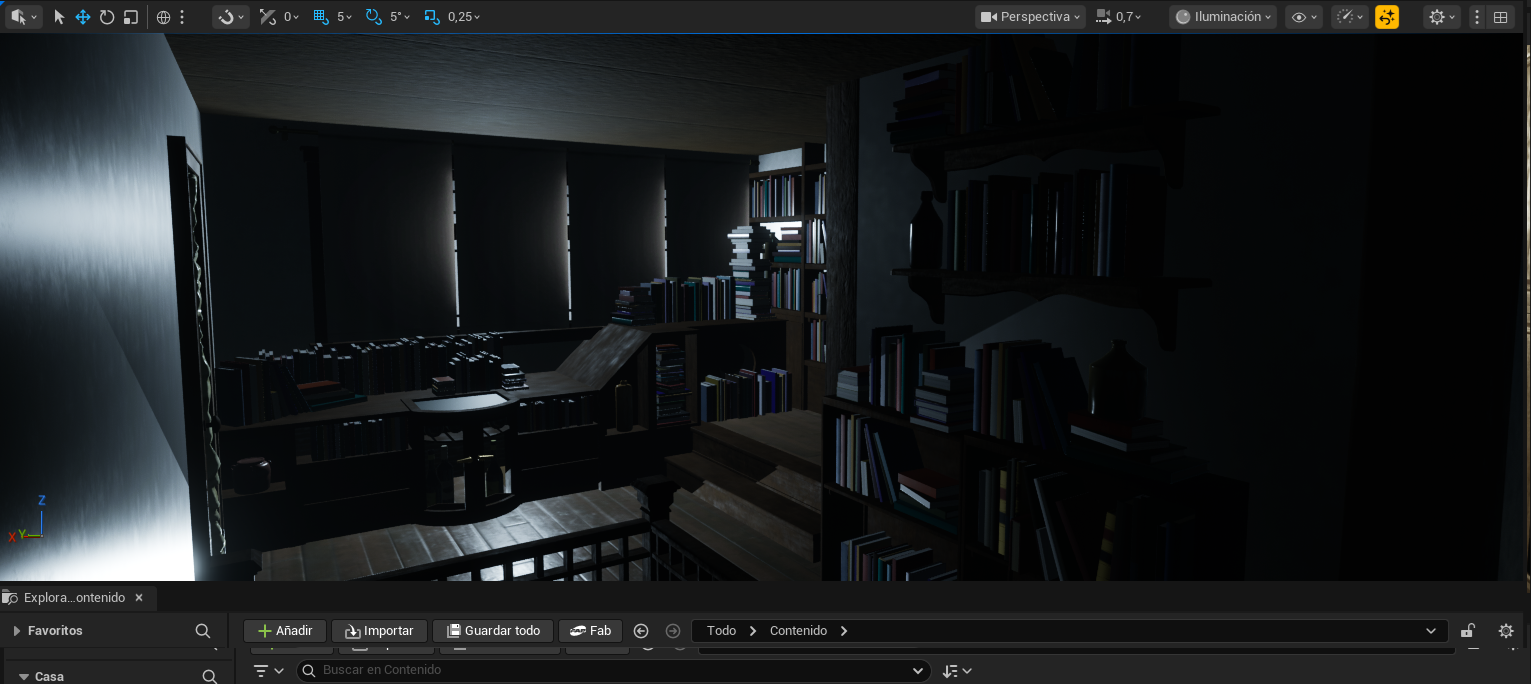 0 5 5° 0,25 Perspectiva 0,7 Iluminación
Z
X Y
Explora...ontenido
Favoritos Añadir Importar Guardar todo Fab Todo Contenido
Casa Buscar en Contenido